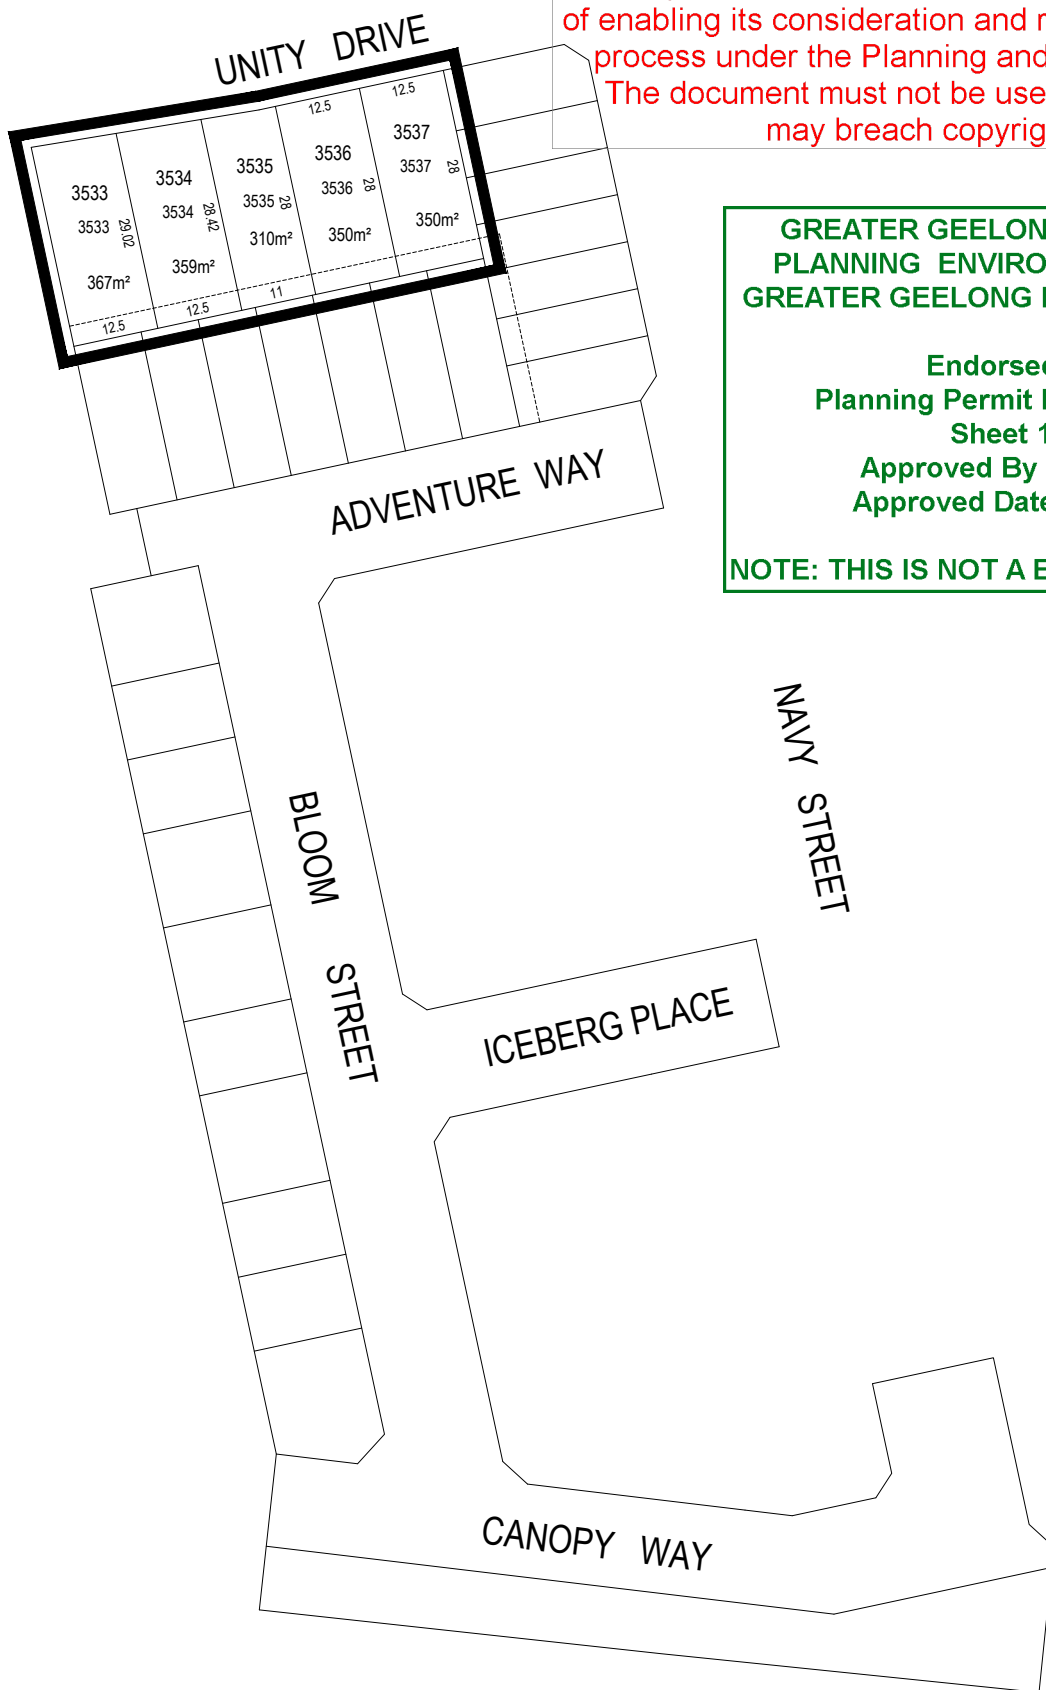 of enabling its consideration and
process under the Planning and
The document must not be use
may breach copyrig
UNITY DRIVE
12.5
12.5
3533
3533
29.02
367m²
12.5
3534
3534
28.42
359m²
12.5
3535
3535
28
310m²
11
3536
3536
28
350m²
3537
3537
28
350m²
GREATER GEELON
PLANNING ENVIRO
GREATER GEELONG
Endorsed
Planning Permit
Sheet 1
Approved By
Approved Date
NOTE: THIS IS NOT A
ADVENTURE WAY
NAVY STREET
BLOOM STREET
ICEBERG PLACE
CANOPY WAY